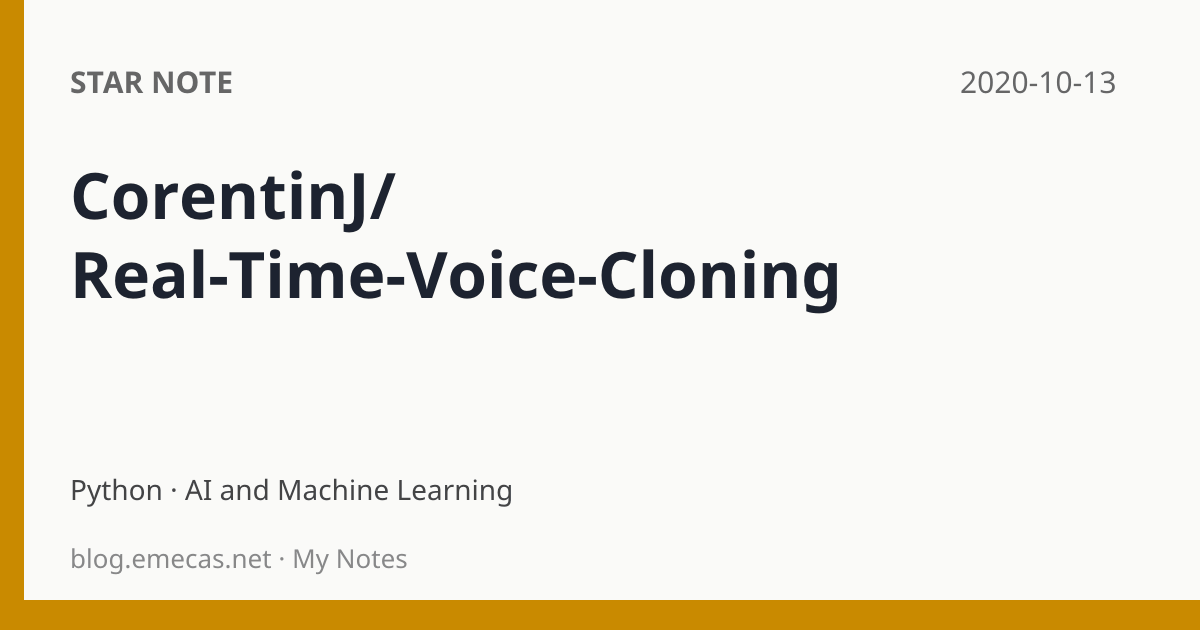 STAR NOTE
2020-10-13
CorentinJ/
Real-Time-Voice-Cloning
Python · AI and Machine Learning
blog.emecas.net · My Notes